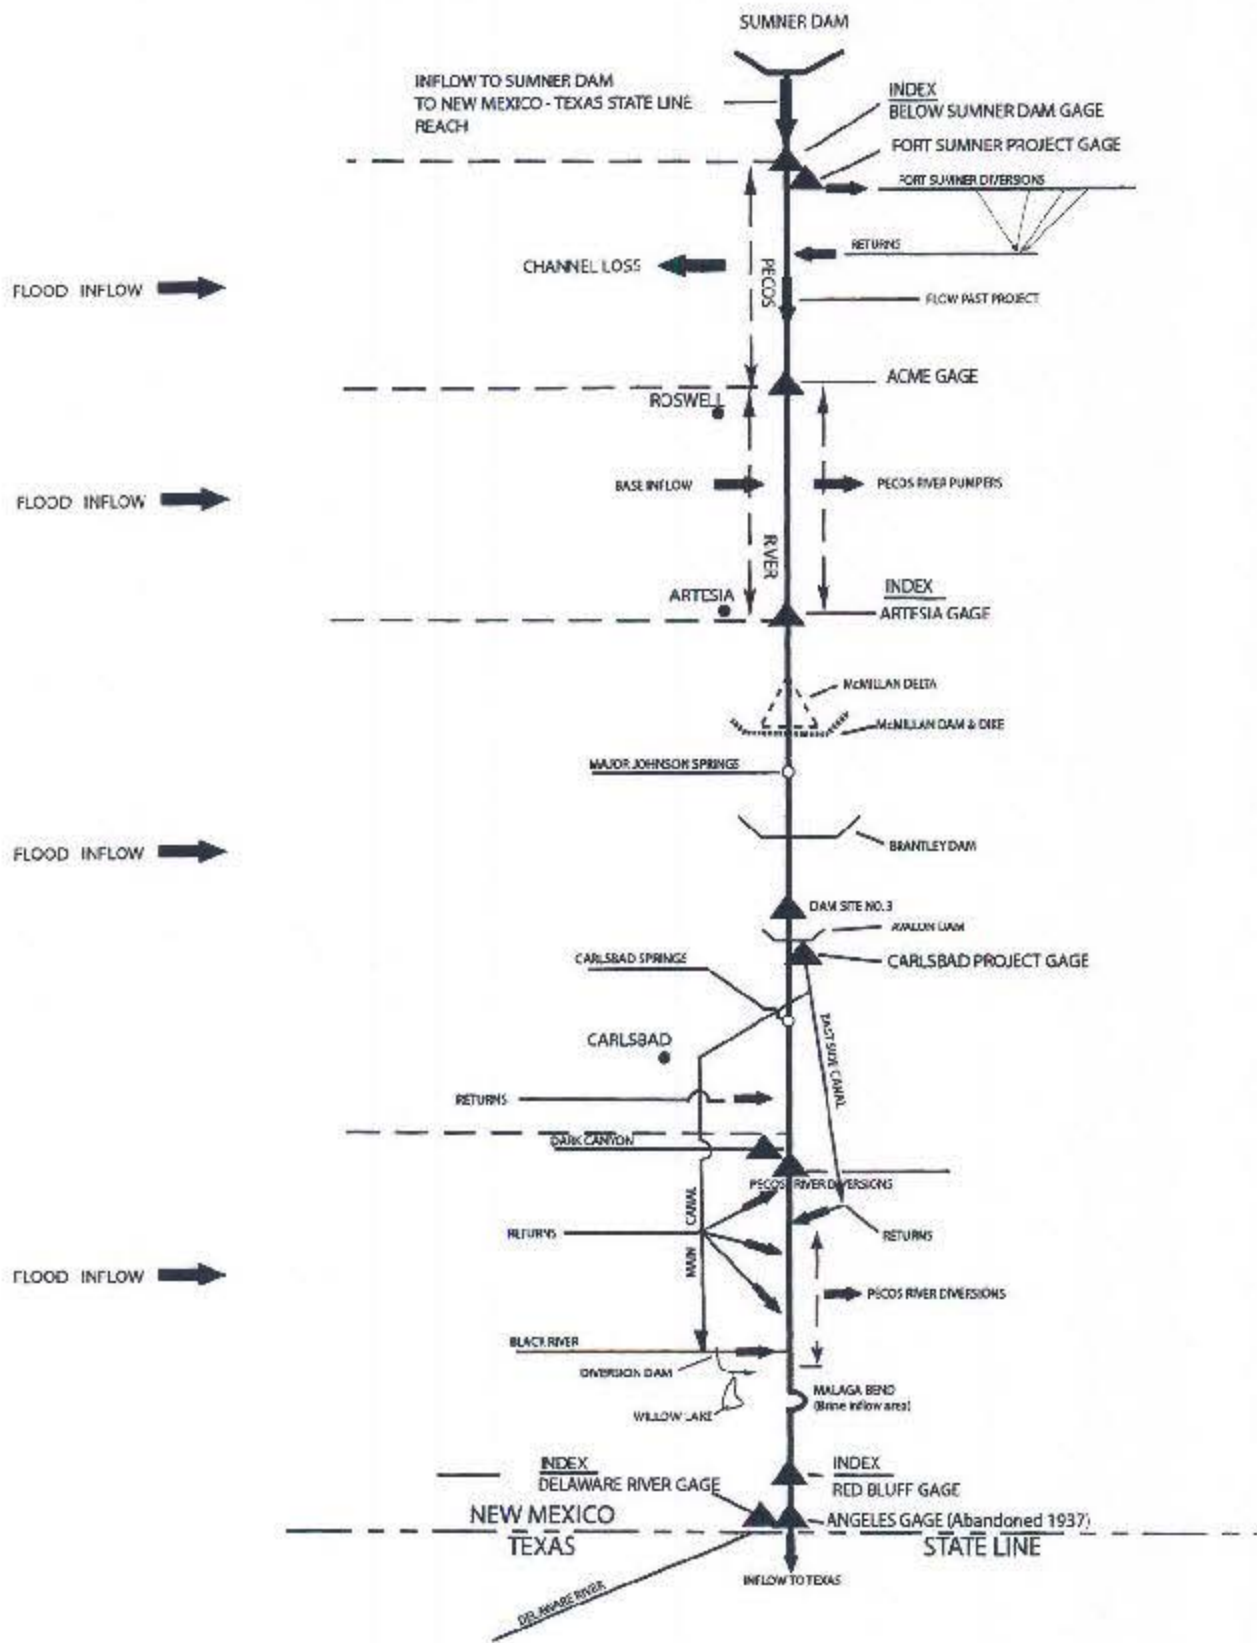 SUMNER DAM
INFLOW TO SUMNER DAM
TO NEW MEXICO - TEXAS STATE LINE
REACH
INDEX
BELOW SUMNER DAM GAGE
FORT SUMNER PROJECT GAGE
FORT SUMNER DIVERSIONS
RETURNS
CHANNEL LOSS
PECOS
FLOOD INFLOW
FLOW PAST PROJECT
ACME GAGE
ROSWELL
BASE INFLOW
PECOS RIVER PUMPERS
FLOOD INFLOW
RIVER
INDEX
ARTESIA
ARTESIA GAGE
McMILLAN DELTA
McMILLAN DAM & DIKE
MAJOR JOHNSON SPRINGS
FLOOD INFLOW
BRANTLEY DAM
DAM SITE NO. 3
AVALON DAM
CARLSBAD SPRINGS
CARLSBAD PROJECT GAGE
CARLSBAD
EAST SIDE CANAL
RETURNS
DARK CANYON
PECOS RIVER DIVERSIONS
MAIN CANAL
RETURNS
RETURNS
FLOOD INFLOW
PECOS RIVER DIVERSIONS
BLACK RIVER
DIVERSION DAM
WILLOW LAKE
MALAGA BEND
(Brine inflow area)
INDEX
DELAWARE RIVER GAGE
INDEX
RED BLUFF GAGE
NEW MEXICO
ANGELES GAGE (Abandoned 1937)
TEXAS
STATE LINE
INFLOW TO TEXAS
DELAWARE RIVER